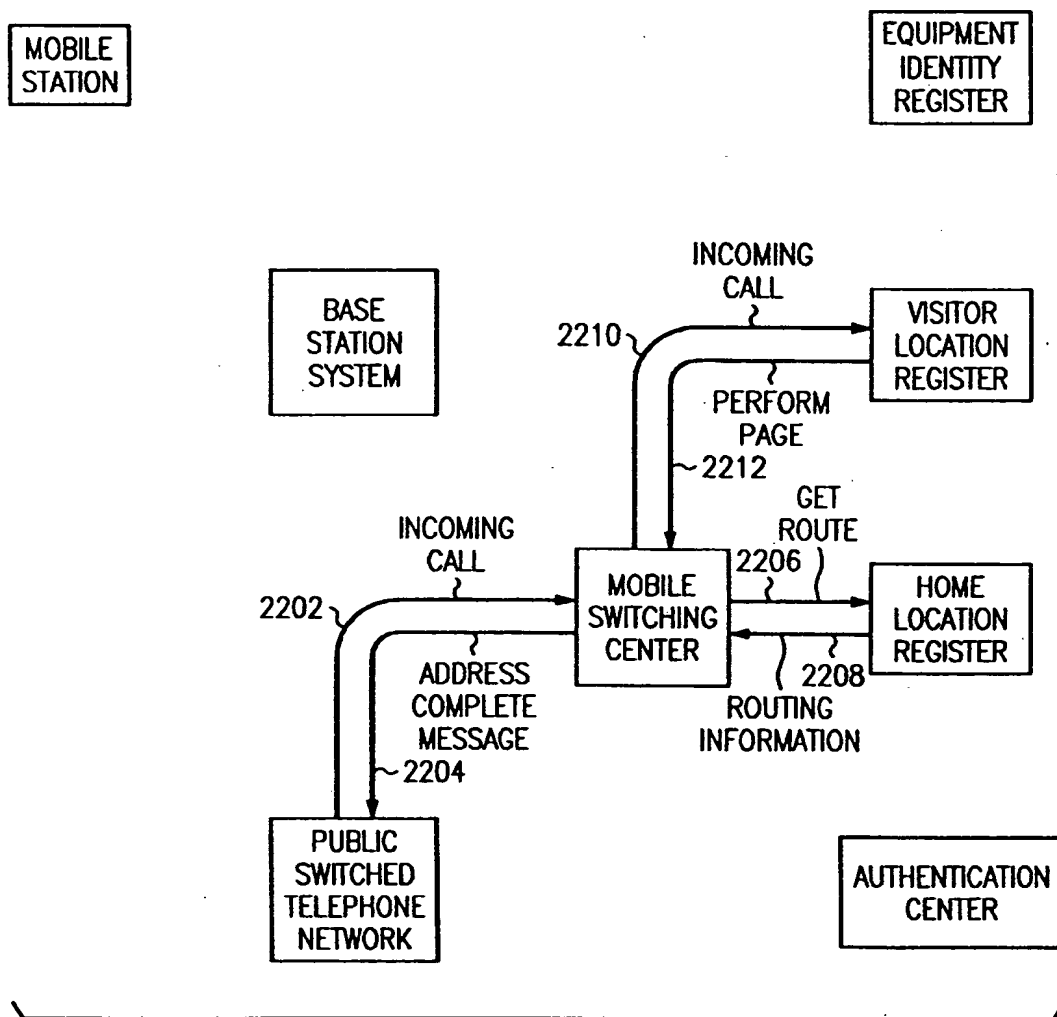 MOBILE
STATION
EQUIPMENT
IDENTITY
REGISTER
BASE
STATION
SYSTEM
INCOMING
CALL
2210
VISITOR
LOCATION
REGISTER
PERFORM
PAGE
2212
GET
ROUTE
INCOMING
CALL
2202
MOBILE
SWITCHING
CENTER
2206
HOME
LOCATION
REGISTER
2208
ROUTING
INFORMATION
ADDRESS
COMPLETE
MESSAGE
2204
PUBLIC
SWITCHED
TELEPHONE
NETWORK
AUTHENTICATION
CENTER